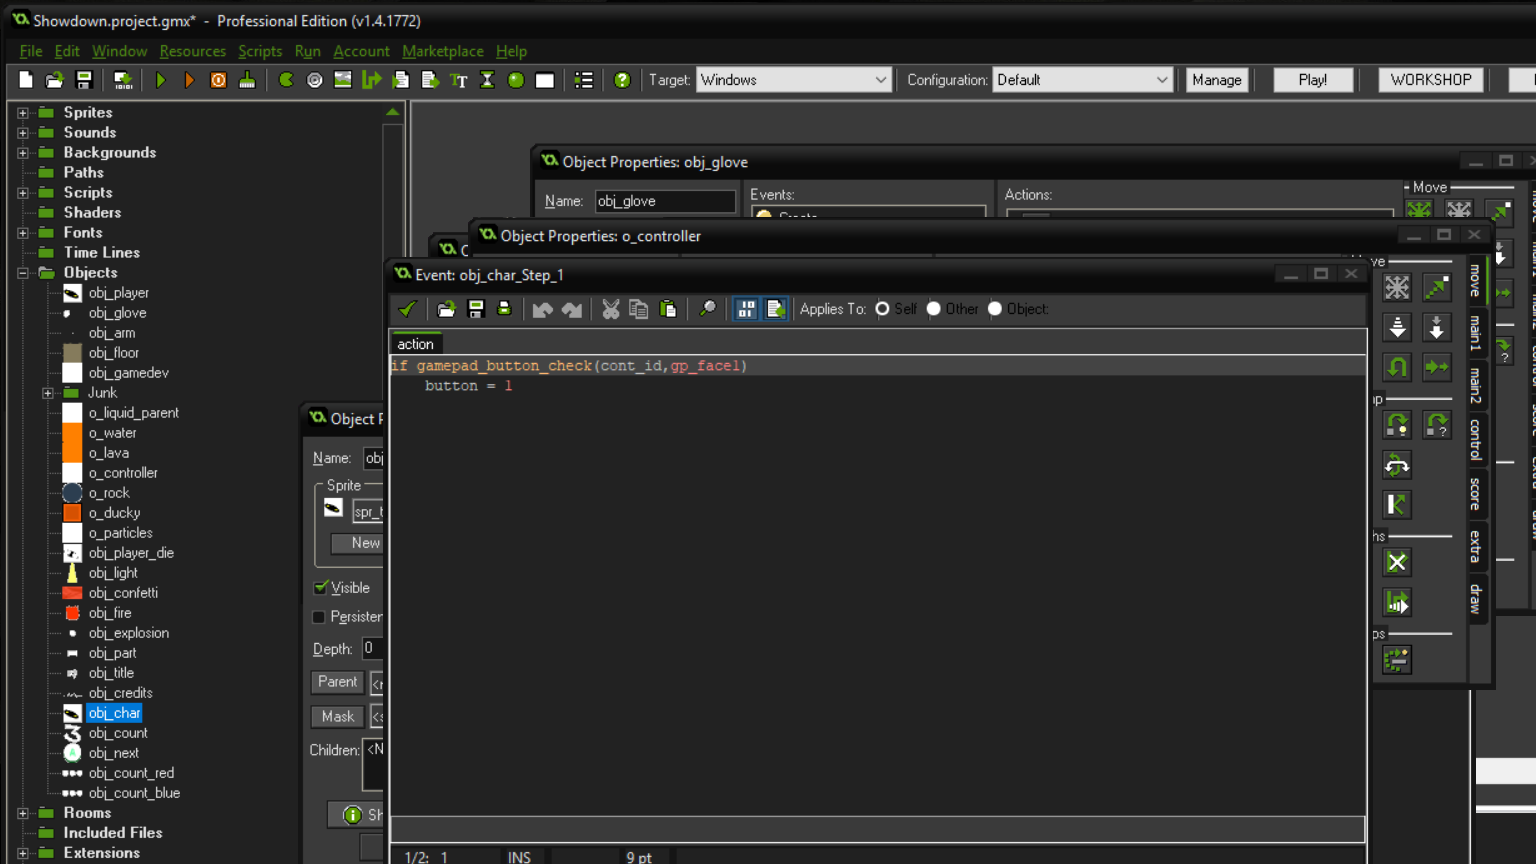 Showdown.project.gmx* - Professional Edition (v1.4.1772)
File Edit Window Resources Scripts Run Account Marketplace Help
Target: Windows Configuration: Default Manage Play! WORKSHOP
Sprites
Sounds
Backgrounds
Paths
Scripts
Shaders
Fonts
Time Lines
Objects
obj_player
obj_glove
obj_arm
obj_floor
obj_gamedev
Junk
o_liquid_parent
o_water
o_lava
o_controller
o_rock
o_ducky
o_particles
obj_player_die
obj_light
obj_confetti
obj_fire
obj_explosion
obj_part
obj_title
obj_credits
obj_char
obj_count
obj_next
obj_count_red
obj_count_blue
Rooms
Included Files
Extensions
Object Properties: obj_glove
Name: obj_glove Events: Actions: Move
Create
Object Properties: o_controller
Event: obj_char_Step_1
Applies To: Self Other Object:
action
if gamepad_button_check(cont_id,gp_face1)
button = 1
1/2: 1 INS 9 pt
Object P
Name: obj
Sprite
spr_t
New
Visible
Persisten
Depth: 0
Parent
Mask
Children: <N
Sh
move
main1
main2
control
score
extra
draw